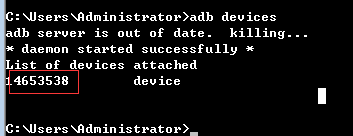 C:\Users\Administrator>adb devices
adb server is out of date.  killing...
* daemon started successfully *
List of devices attached
14653538        device

C:\Users\Administrator>